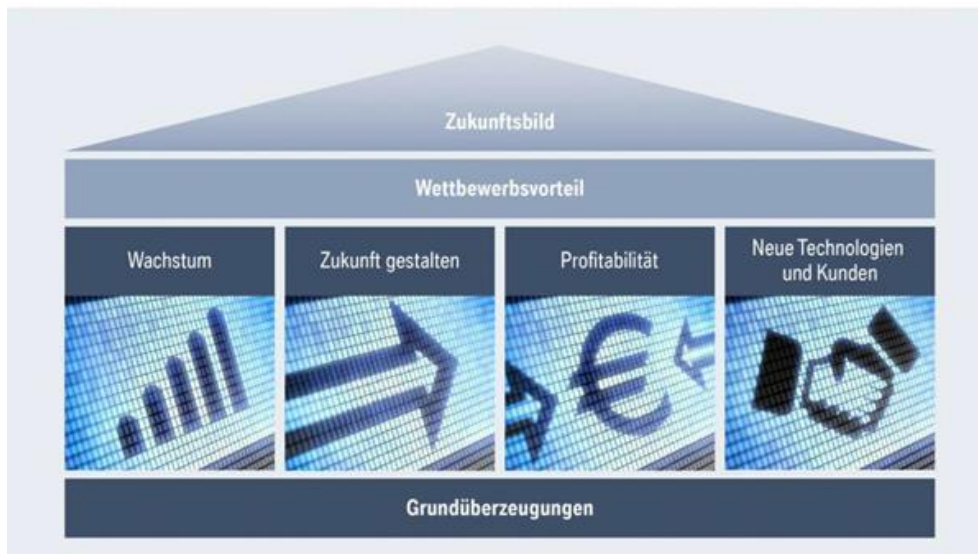 Zukunftsbild
Wettbewerbsvorteil
Wachstum
Zukunft gestalten
Profitabilität
Neue Technologien
und Kunden
€
Grundüberzeugungen